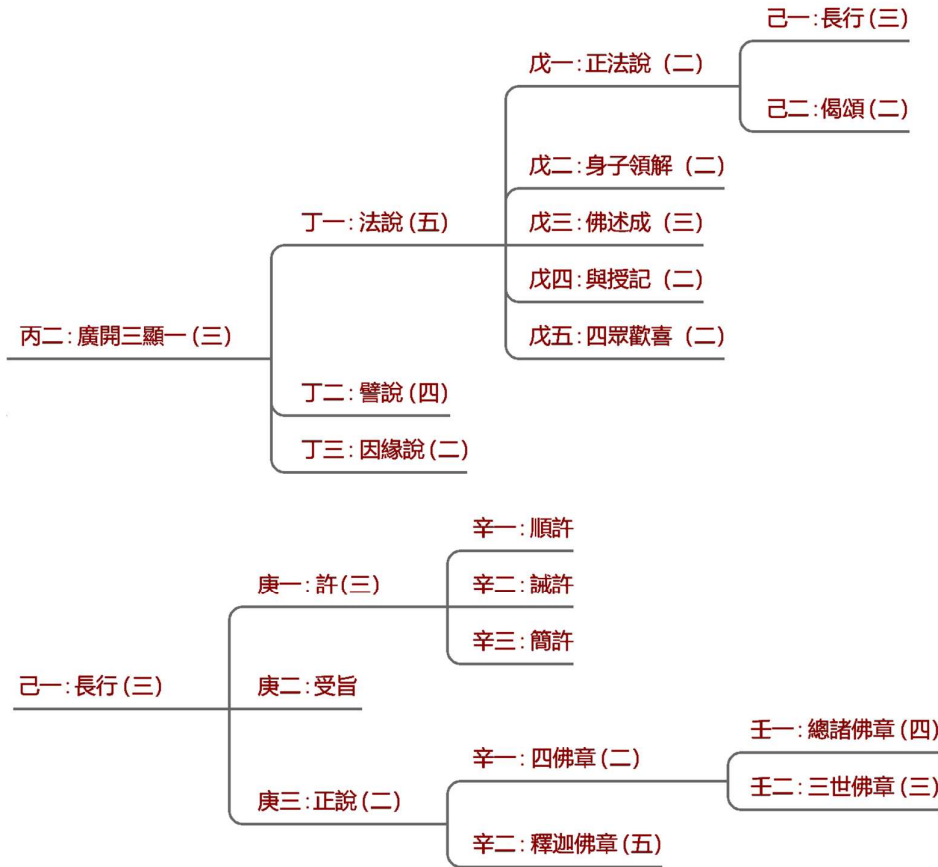 己一:長行(三)
戊一:正法說 (二)
己二:偈頌(二)
戊二:身子領解 (二)
丁一:法說(五)
戊三:佛述成 (三)
戊四:與授記 (二)
丙二:廣開三顯一(三)
戊五:四眾歡喜 (二)
丁二:譬說(四)
丁三:因緣說(二)
辛一:順許
庚一:許(三)
辛二:誡許
辛三:簡許
己一:長行(三)
庚二:受旨
壬一:總諸佛章(四)
辛一:四佛章(二)
壬二:三世佛章(三)
庚三:正說(二)
辛二:釋迦佛章(五)